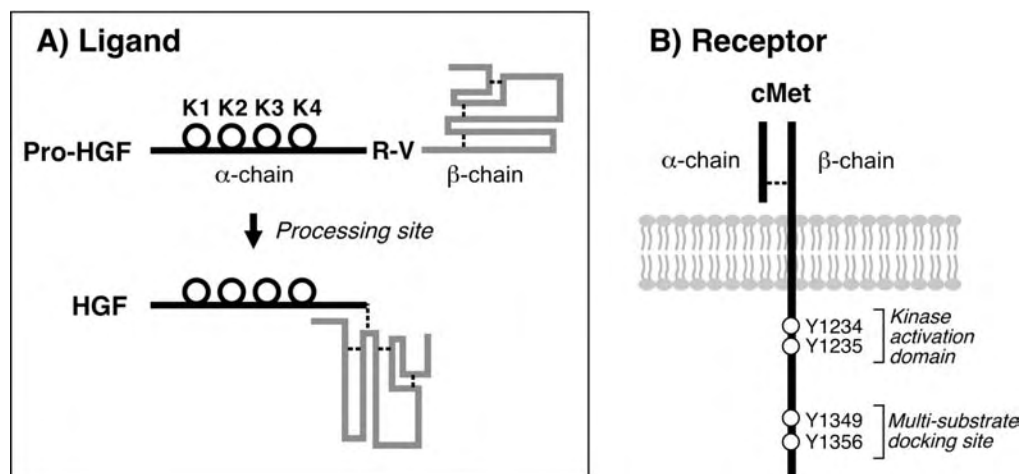 A) Ligand
K1 K2 K3 K4
Pro-HGF
R-V
α-chain
β-chain
Processing site
HGF
B) Receptor
cMet
α-chain
β-chain
Y1234
Y1235
Kinase
activation
domain
Y1349
Y1356
Multi-substrate
docking site